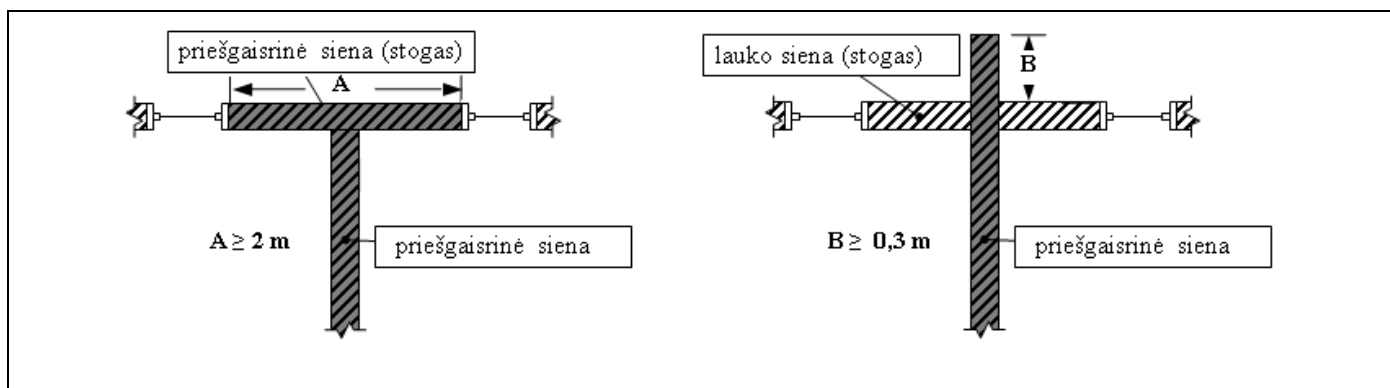 priešgaisrinė siena (stogas)
A
A ≥ 2 m
priešgaisrinė siena
lauko siena (stogas)
B
B ≥ 0,3 m
priešgaisrinė siena